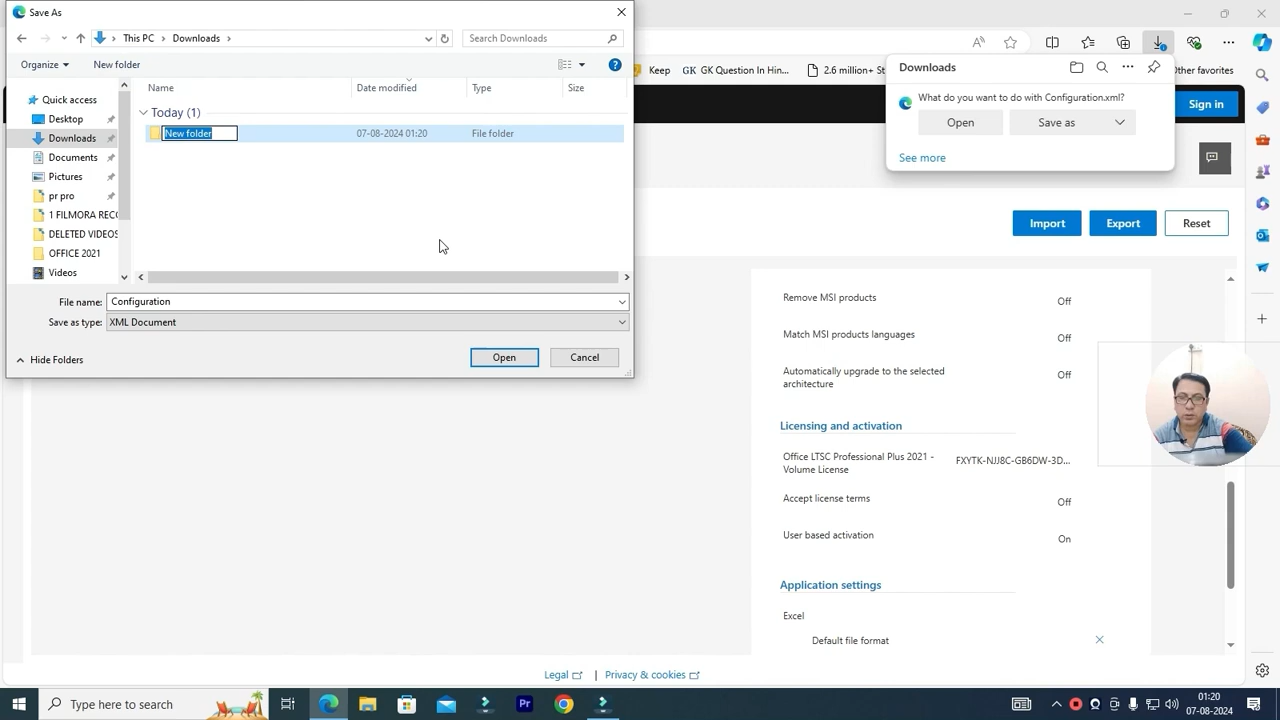 Save As
This PC
Downloads
Search Downloads
Organize
New folder
Name
Date modified
Type
Size
Today (1)
New folder
07-08-2024 01:20
File folder
Quick access
Desktop
Downloads
Documents
Pictures
pr pro
1 FILMORA REC
DELETED VIDEOS
OFFICE 2021
Videos
File name:
Configuration
Save as type:
XML Document
Hide Folders
Open
Cancel
Keep
GK GK Question In Hin...
2.6 million+ St
Other favorites
Downloads
What do you want to do with Configuration.xml?
Open
Save as
See more
Sign in
Import
Export
Reset
Remove MSI products
Off
Match MSI products languages
Off
Automatically upgrade to the selected
architecture
Off
Licensing and activation
Office LTSC Professional Plus 2021 -
Volume License
FXYTK-NJJ8C-GB6DW-3D...
Accept license terms
Off
User based activation
On
Application settings
Excel
Default file format
Legal
|
Privacy & cookies
Type here to search
Pr
01:20
07-08-2024